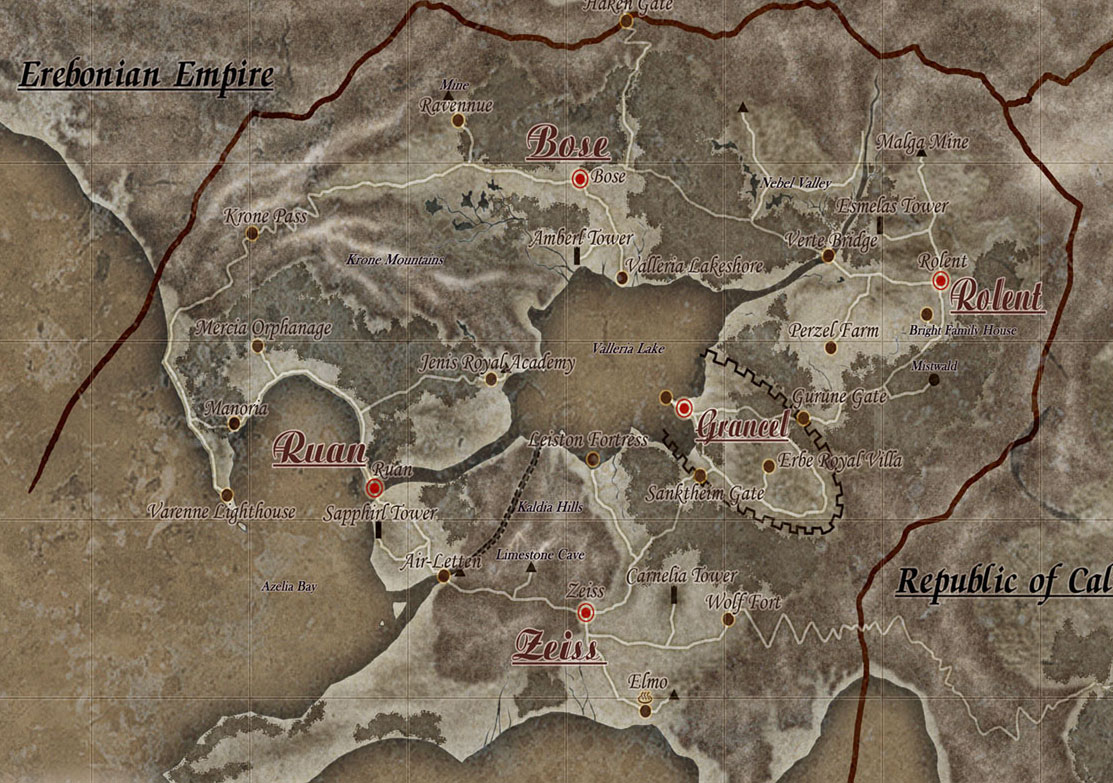 Haken Gate
Erebonian Empire
Mine
Ravennue
Bose
Bose
Malga Mine
Nebel Valley
Esmelas Tower
Krone Pass
Amberl Tower
Verte Bridge
Krone Mountains
Valleria Lakeshore
Rolent
Rolent
Mercia Orphanage
Perzel Farm
Bright Family House
Valleria Lake
Jenis Royal Academy
Mistwald
Manoria
Gurune Gate
Grancel
Ruan
Leiston Fortress
Ruan
Erbe Royal Villa
Sanktheim Gate
Varenne Lighthouse
Sapphirl Tower
Kaldia Hills
Air-Letten
Limestone Cave
Azelia Bay
Carnelia Tower
Republic of Cal
Zeiss
Wolf Fort
Zeiss
Elmo